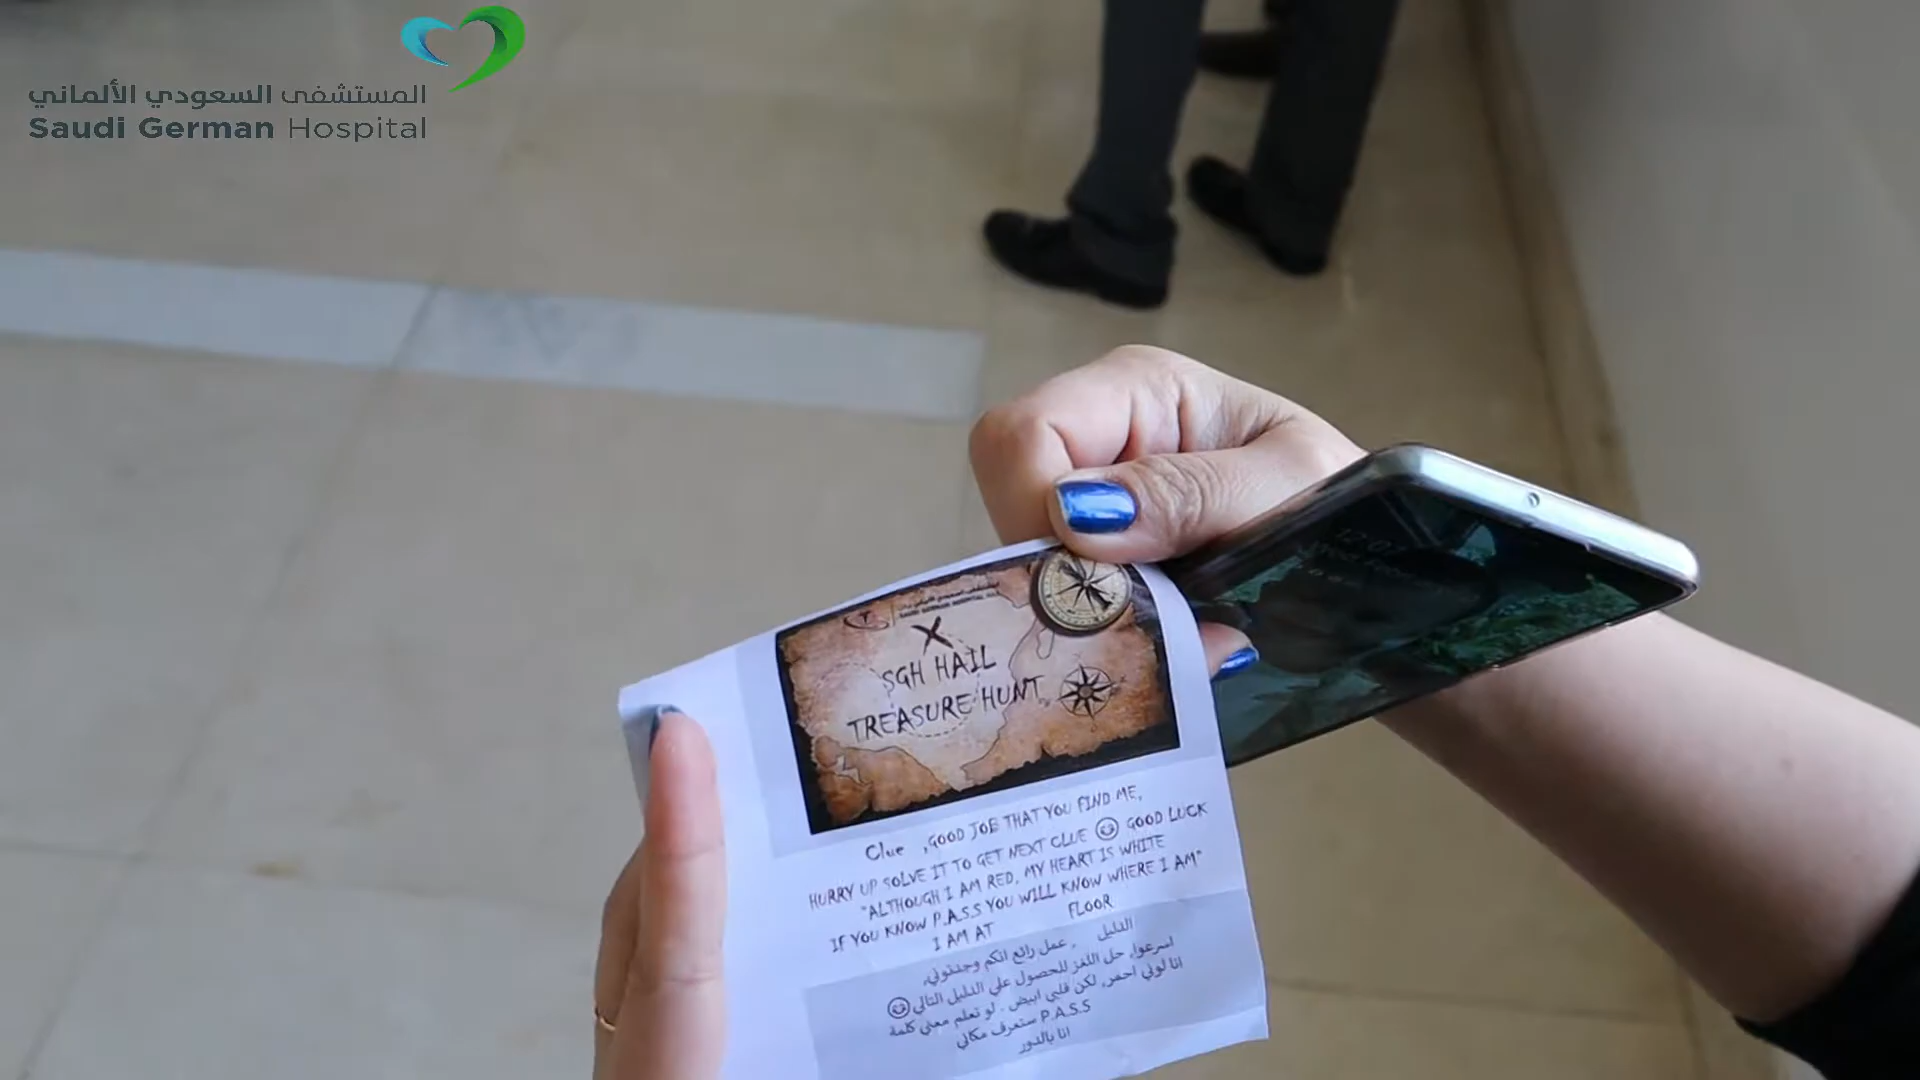 المستشفى السعودي الألماني
Saudi German Hospital
X
SGH HAIL
TREASURE HUNT
Clue ,GOOD JOB THAT YOU FIND ME,
HURRY UP SOLVE IT TO GET NEXT CLUE ☺ GOOD LUCK
"ALTHOUGH I AM RED, MY HEART IS WHITE
IF YOU KNOW P.A.S.S YOU WILL KNOW WHERE I AM"
I AM AT FLOOR
الدليل , عمل رائع انكم وجدتوني,
اسرعوا, حل اللغز للحصول على الدليل التالي☺
انا لوني احمر, لكن قلبي ابيض . لو تعلم معني كلمة
P.A.S.S ستعرف مكاني
انا بالدور